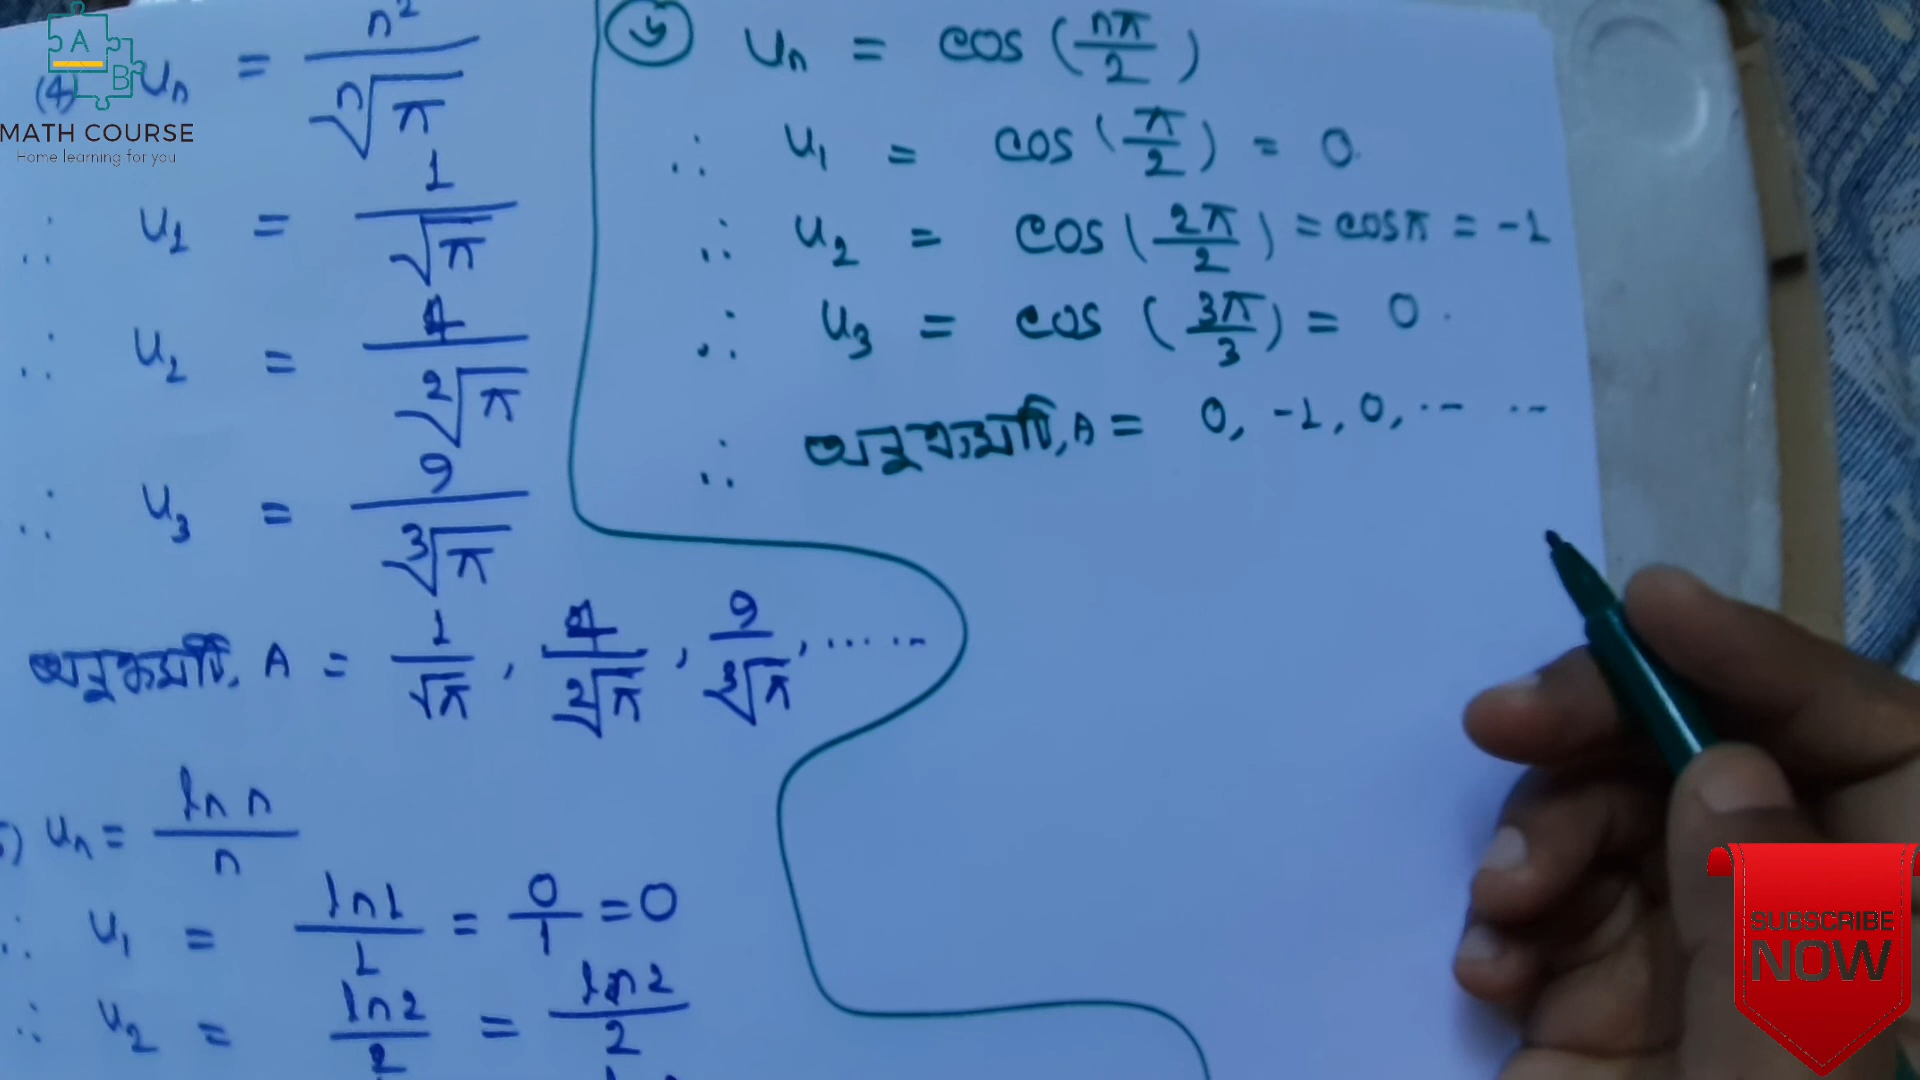 A
B
MATH COURSE
Home learning for you
(4) uₙ = n² / ⁿ√π
∴ u₁ = 1 / √π
∴ u₂ = 4 / ²√π
∴ u₃ = 9 / ³√π
অনুক্রমটি, A = 1/√π, 4/²√π, 9/³√π, ......
) uₙ = ln n / n
∴ u₁ = ln1 / 1 = 0/1 = 0
∴ u₂ = ln2 / 2 = ln2 / 2
uₙ = cos (nπ/2)
∴ u₁ = cos (π/2) = 0
∴ u₂ = cos (2π/2) = cosπ = -1
∴ u₃ = cos (3π/3) = 0
∴ অনুক্রমটি, A = 0, -1, 0, ... ...
SUBSCRIBE
NOW